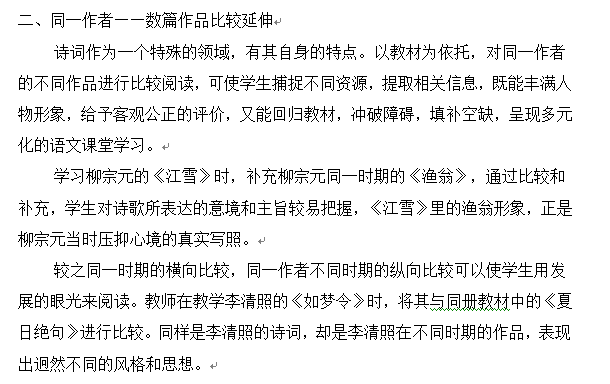 二、同一作者——数篇作品比较延伸
诗词作为一个特殊的领域，有其自身的特点。以教材为依托，对同一作者
的不同作品进行比较阅读，可使学生捕捉不同资源，提取相关信息，既能丰满人
物形象，给予客观公正的评价，又能回归教材，冲破障碍，填补空缺，呈现多元
化的语文课堂学习。
学习柳宗元的《江雪》时，补充柳宗元同一时期的《渔翁》，通过比较和
补充，学生对诗歌所表达的意境和主旨较易把握，《江雪》里的渔翁形象，正是
柳宗元当时压抑心境的真实写照。
较之同一时期的横向比较，同一作者不同时期的纵向比较可以使学生用发
展的眼光来阅读。教师在教学李清照的《如梦令》时，将其与同册教材中的《夏
日绝句》进行比较。同样是李清照的诗词，却是李清照在不同时期的作品，表现
出迥然不同的风格和思想。